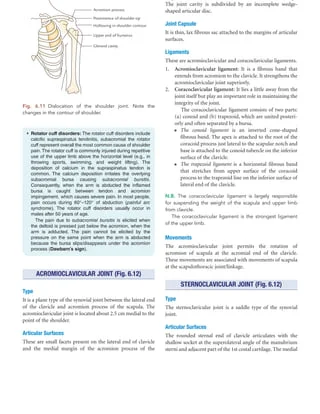 Acromion process
Prominence of shoulder tip
Hollowing in shoulder contour
Upper end of humerus
Glenoid cavity
Fig. 6.11 Dislocation of the shoulder joint. Note the
changes in the contour of shoulder.
• Rotator cuff disorders: The rotator cuff disorders include
calcific supraspinatus tendinitis, subacromial the rotator
cuff represent overall the most common cause of shoulder
pain. The rotator cuff is commonly injured during repetitive
use of the upper limb above the horizontal level (e.g., in
throwing sports, swimming, and weight lifting). The
deposition of calcium in the supraspinatus tendon is
common. The calcium deposition irritates the overlying
subacromial bursa causing subacromial bursitis.
Consequently, when the arm is abducted the inflamed
bursa is caught between tendon and acromion
impingement, which causes severe pain. In most people,
pain occurs during 60°–120° of abduction (painful arc
syndrome). The rotator cuff disorders usually occur in
males after 50 years of age.
The pain due to subacromial bursitis is elicited when
the deltoid is pressed just below the acromion, when the
arm is adducted. The pain cannot be elicited by the
pressure on the same point when the arm is abducted
because the bursa slips/disappears under the acromion
process (Dawbarn's sign).
ACROMIOCLAVICULAR JOINT (Fig. 6.12)
Type
It is a plane type of the synovial joint between the lateral end
of the clavicle and acromion process of the scapula. The
acromioclavicular joint is located about 2.5 cm medial to the
point of the shoulder.
Articular Surfaces
These are small facets present on the lateral end of clavicle
and the medial margin of the acromion process of the
The joint cavity is subdivided by an incomplete wedge-
shaped articular disc.
Joint Capsule
It is thin, lax fibrous sac attached to the margins of articular
surfaces.
Ligaments
These are acromioclavicular and coracoclavicular ligaments.
1. Acromioclavicular ligament: It is a fibrous band that
extends from acromion to the clavicle. It strengthens the
acromioclavicular joint superiorly.
2. Coracoclavicular ligament: It lies a little away from the
joint itself but play an important role in maintaining the
integrity of the joint.
The coracoclavicular ligament consists of two parts:
(a) conoid and (b) trapezoid, which are united posteri-
orly and often separated by a bursa.
• The conoid ligament is an inverted cone-shaped
fibrous band. The apex is attached to the root of the
coracoid process just lateral to the scapular notch and
base is attached to the conoid tubercle on the inferior
surface of the clavicle.
• The trapezoid ligament is a horizontal fibrous band
that stretches from upper surface of the coracoid
process to the trapezoid line on the inferior surface of
lateral end of the clavicle.
N.B. The coracoclavicular ligament is largely responsible
for suspending the weight of the scapula and upper limb
from clavicle.
The coracoclavicular ligament is the strongest ligament
of the upper limb.
Movements
The acromioclavicular joint permits the rotation of
acromion of scapula at the acromial end of the clavicle.
These movements are associated with movements of scapula
at the scapulothoracic joint/linkage.
STERNOCLAVICULAR JOINT (Fig. 6.12)
Type
The sternoclavicular joint is a saddle type of the synovial
joint.
Articular Surfaces
The rounded sternal end of clavicle articulates with the
shallow socket at the superolateral angle of the manubrium
sterni and adjacent part of the 1st costal cartilage. The medial